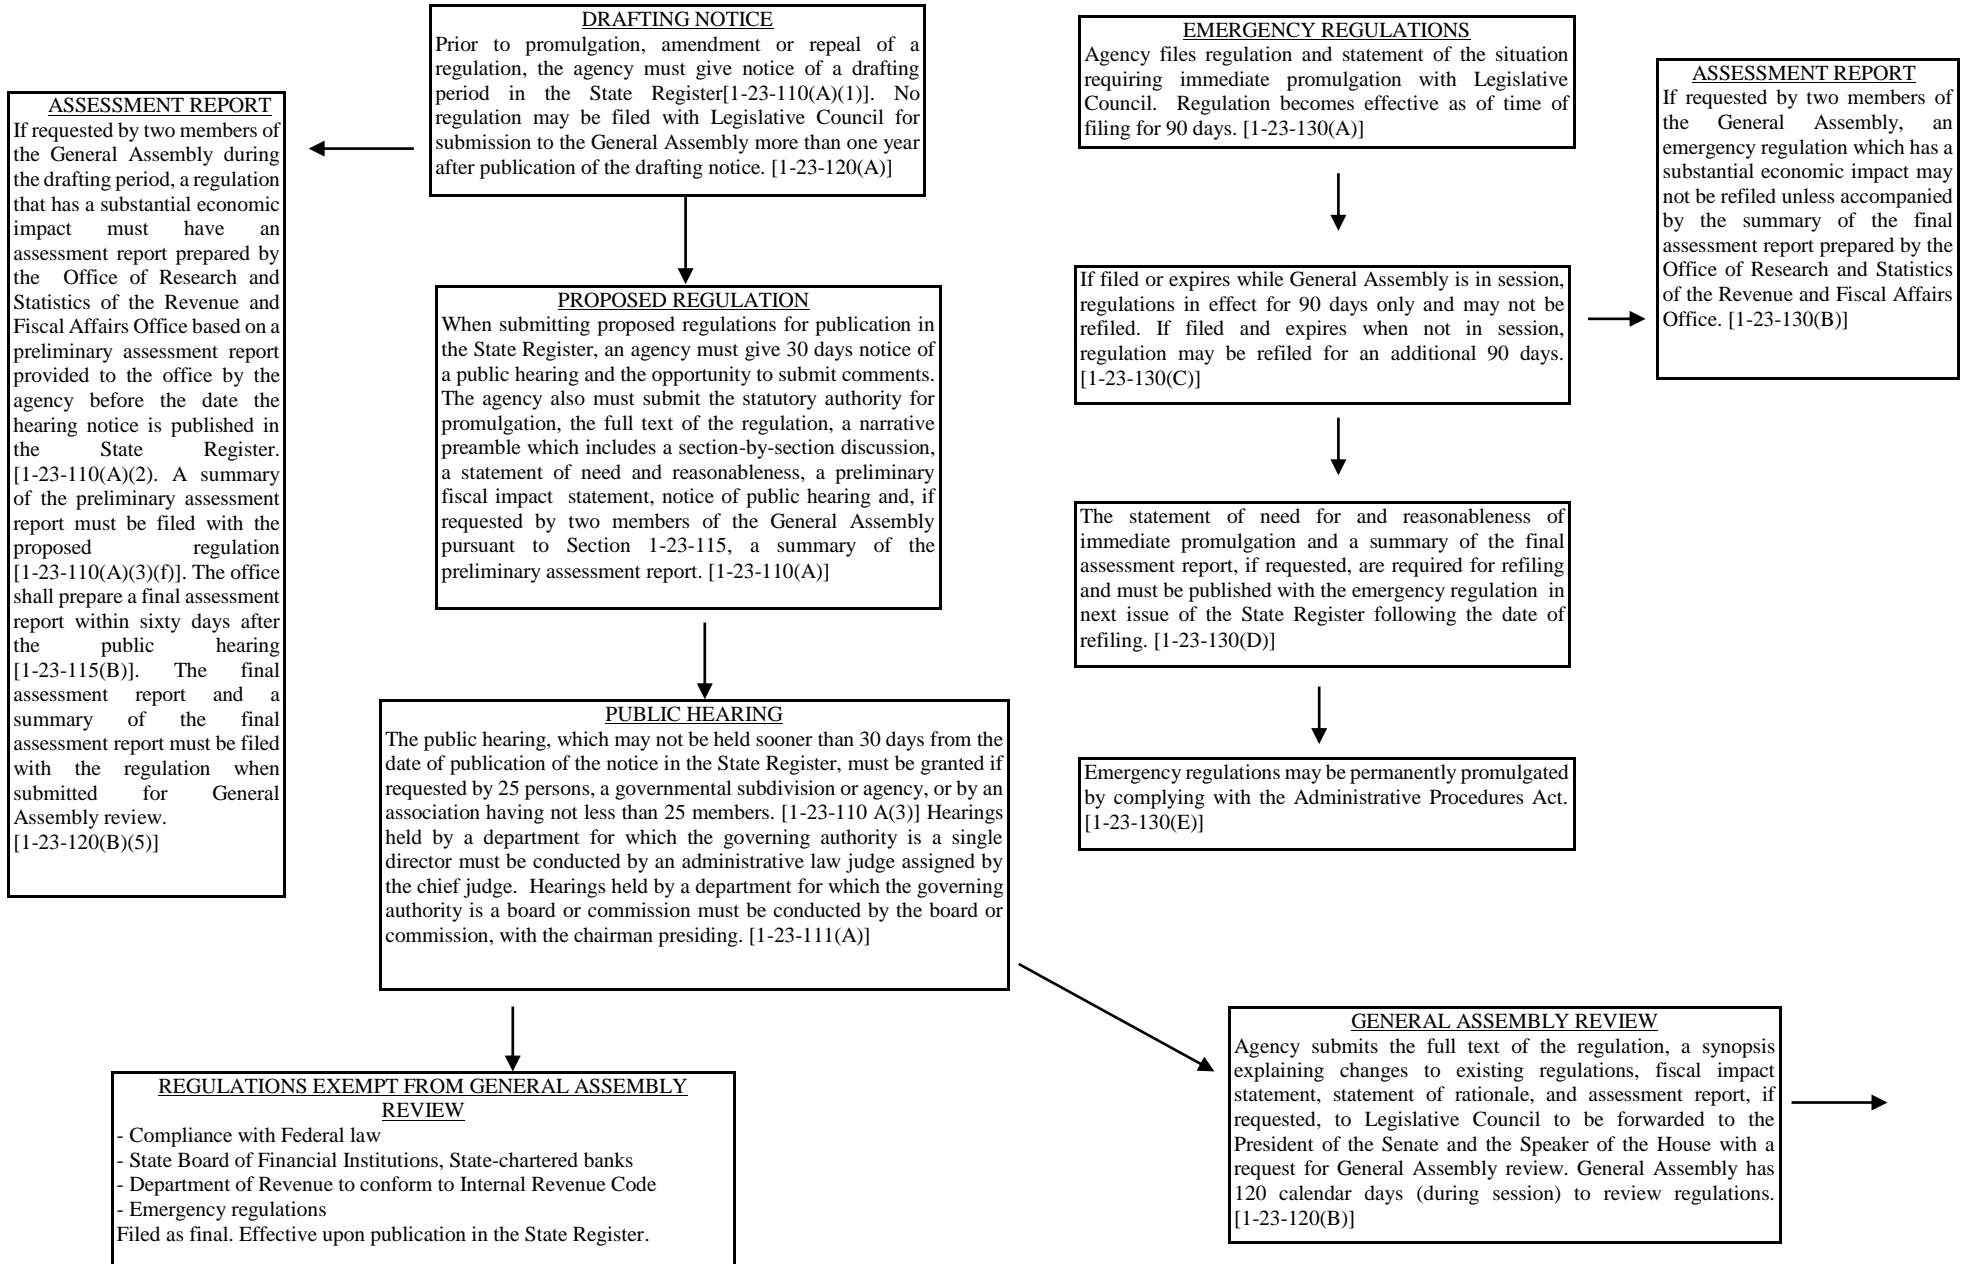 DRAFTING NOTICE
Prior to promulgation, amendment or repeal of a
regulation, the agency must give notice of a drafting
period in the State Register[1-23-110(A)(1)]. No
regulation may be filed with Legislative Council for
submission to the General Assembly more than one year
after publication of the drafting notice. [1-23-120(A)]
ASSESSMENT REPORT
If requested by two members of
the General Assembly during
the drafting period, a regulation
that has a substantial economic
impact must have an
assessment report prepared by
the Office of Research and
Statistics of the Revenue and
Fiscal Affairs Office based on a
preliminary assessment report
provided to the office by the
agency before the date the
hearing notice is published in
the State Register.
[1-23-110(A)(2). A summary
of the preliminary assessment
report must be filed with the
proposed regulation
[1-23-110(A)(3)(f)]. The office
shall prepare a final assessment
report within sixty days after
the public hearing
[1-23-115(B)]. The final
assessment report and a
summary of the final
assessment report must be filed
with the regulation when
submitted for General
Assembly review.
[1-23-120(B)(5)]
PROPOSED REGULATION
When submitting proposed regulations for publication in
the State Register, an agency must give 30 days notice of
a public hearing and the opportunity to submit comments.
The agency also must submit the statutory authority for
promulgation, the full text of the regulation, a narrative
preamble which includes a section-by-section discussion,
a statement of need and reasonableness, a preliminary
fiscal impact statement, notice of public hearing and, if
requested by two members of the General Assembly
pursuant to Section 1-23-115, a summary of the
preliminary assessment report. [1-23-110(A)]
PUBLIC HEARING
The public hearing, which may not be held sooner than 30 days from the
date of publication of the notice in the State Register, must be granted if
requested by 25 persons, a governmental subdivision or agency, or by an
association having not less than 25 members. [1-23-110 A(3)] Hearings
held by a department for which the governing authority is a single
director must be conducted by an administrative law judge assigned by
the chief judge. Hearings held by a department for which the governing
authority is a board or commission must be conducted by the board or
commission, with the chairman presiding. [1-23-111(A)]
REGULATIONS EXEMPT FROM GENERAL ASSEMBLY
REVIEW
- Compliance with Federal law
- State Board of Financial Institutions, State-chartered banks
- Department of Revenue to conform to Internal Revenue Code
- Emergency regulations
Filed as final. Effective upon publication in the State Register.
EMERGENCY REGULATIONS
Agency files regulation and statement of the situation
requiring immediate promulgation with Legislative
Council. Regulation becomes effective as of time of
filing for 90 days. [1-23-130(A)]
ASSESSMENT REPORT
If requested by two members of
the General Assembly, an
emergency regulation which has a
substantial economic impact may
not be refiled unless accompanied
by the summary of the final
assessment report prepared by the
Office of Research and Statistics
of the Revenue and Fiscal Affairs
Office. [1-23-130(B)]
If filed or expires while General Assembly is in session,
regulations in effect for 90 days only and may not be
refiled. If filed and expires when not in session,
regulation may be refiled for an additional 90 days.
[1-23-130(C)]
The statement of need for and reasonableness of
immediate promulgation and a summary of the final
assessment report, if requested, are required for refiling
and must be published with the emergency regulation in
next issue of the State Register following the date of
refiling. [1-23-130(D)]
Emergency regulations may be permanently promulgated
by complying with the Administrative Procedures Act.
[1-23-130(E)]
GENERAL ASSEMBLY REVIEW
Agency submits the full text of the regulation, a synopsis
explaining changes to existing regulations, fiscal impact
statement, statement of rationale, and assessment report, if
requested, to Legislative Council to be forwarded to the
President of the Senate and the Speaker of the House with a
request for General Assembly review. General Assembly has
120 calendar days (during session) to review regulations.
[1-23-120(B)]